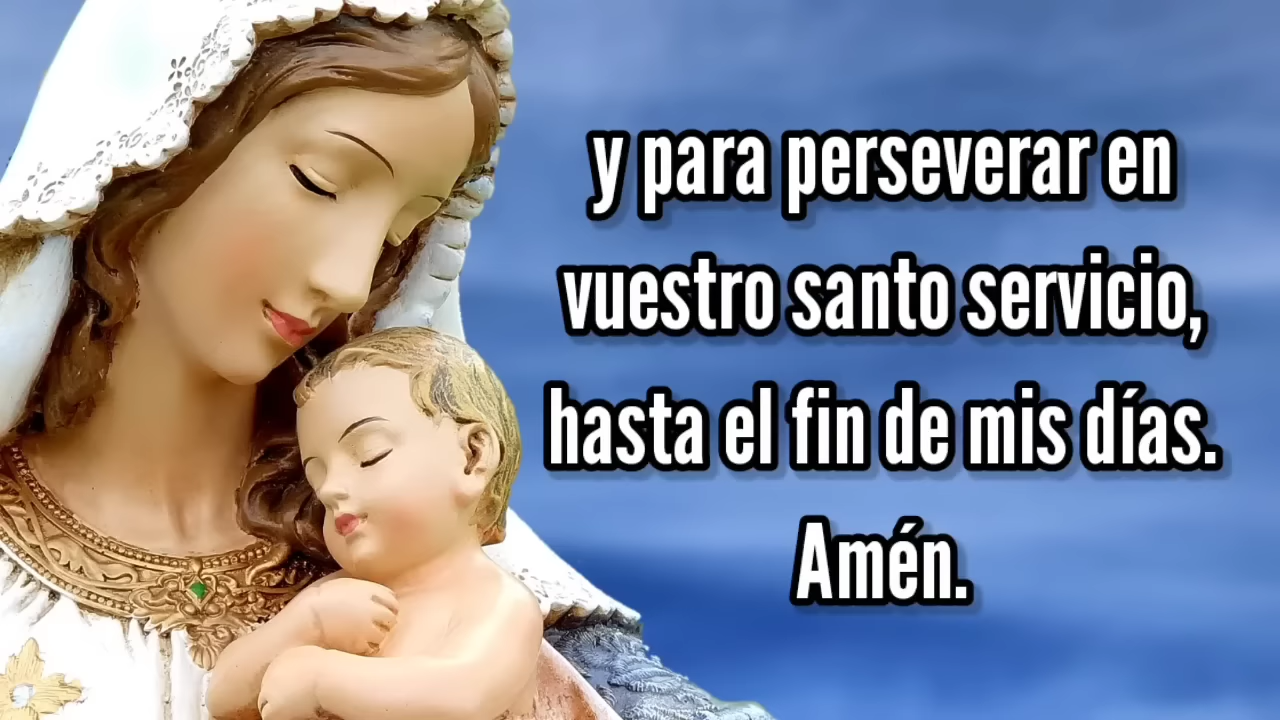 y para perseverar en
vuestro santo servicio,
hasta el fin de mis días.
Amén.